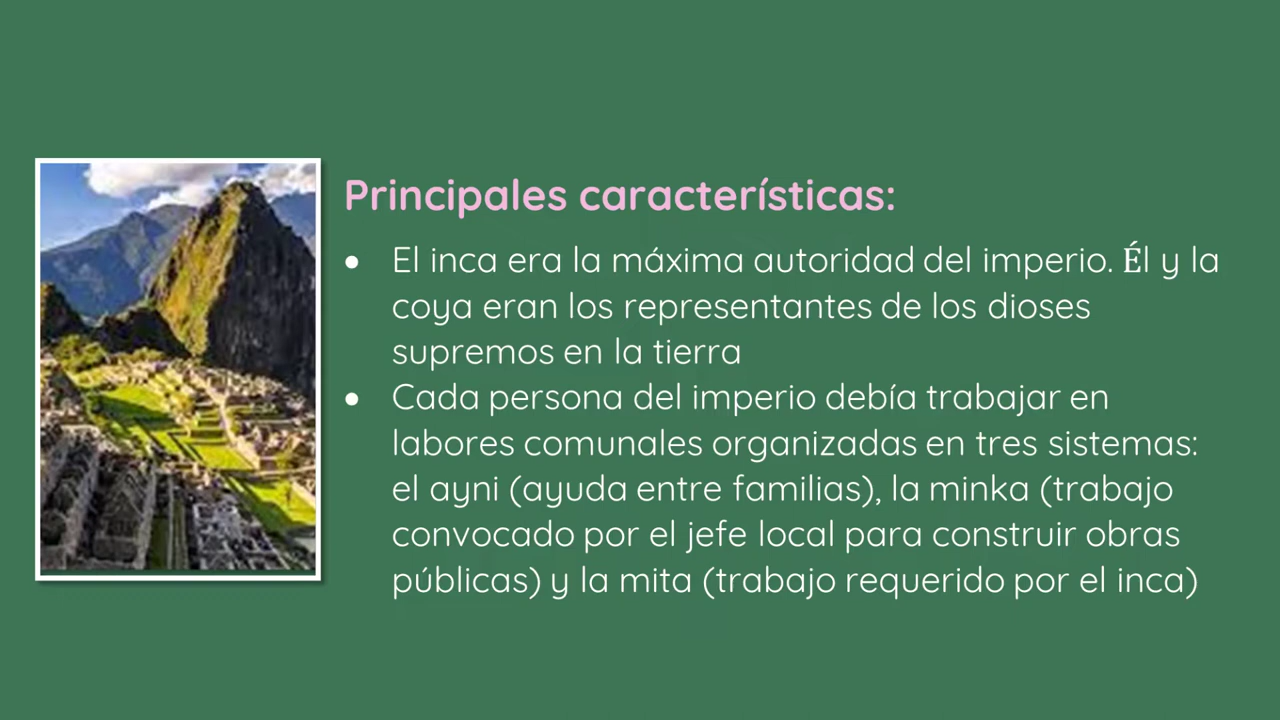 Principales características:
• El inca era la máxima autoridad del imperio. Él y la
coya eran los representantes de los dioses
supremos en la tierra
• Cada persona del imperio debía trabajar en
labores comunales organizadas en tres sistemas:
el ayni (ayuda entre familias), la minka (trabajo
convocado por el jefe local para construir obras
públicas) y la mita (trabajo requerido por el inca)